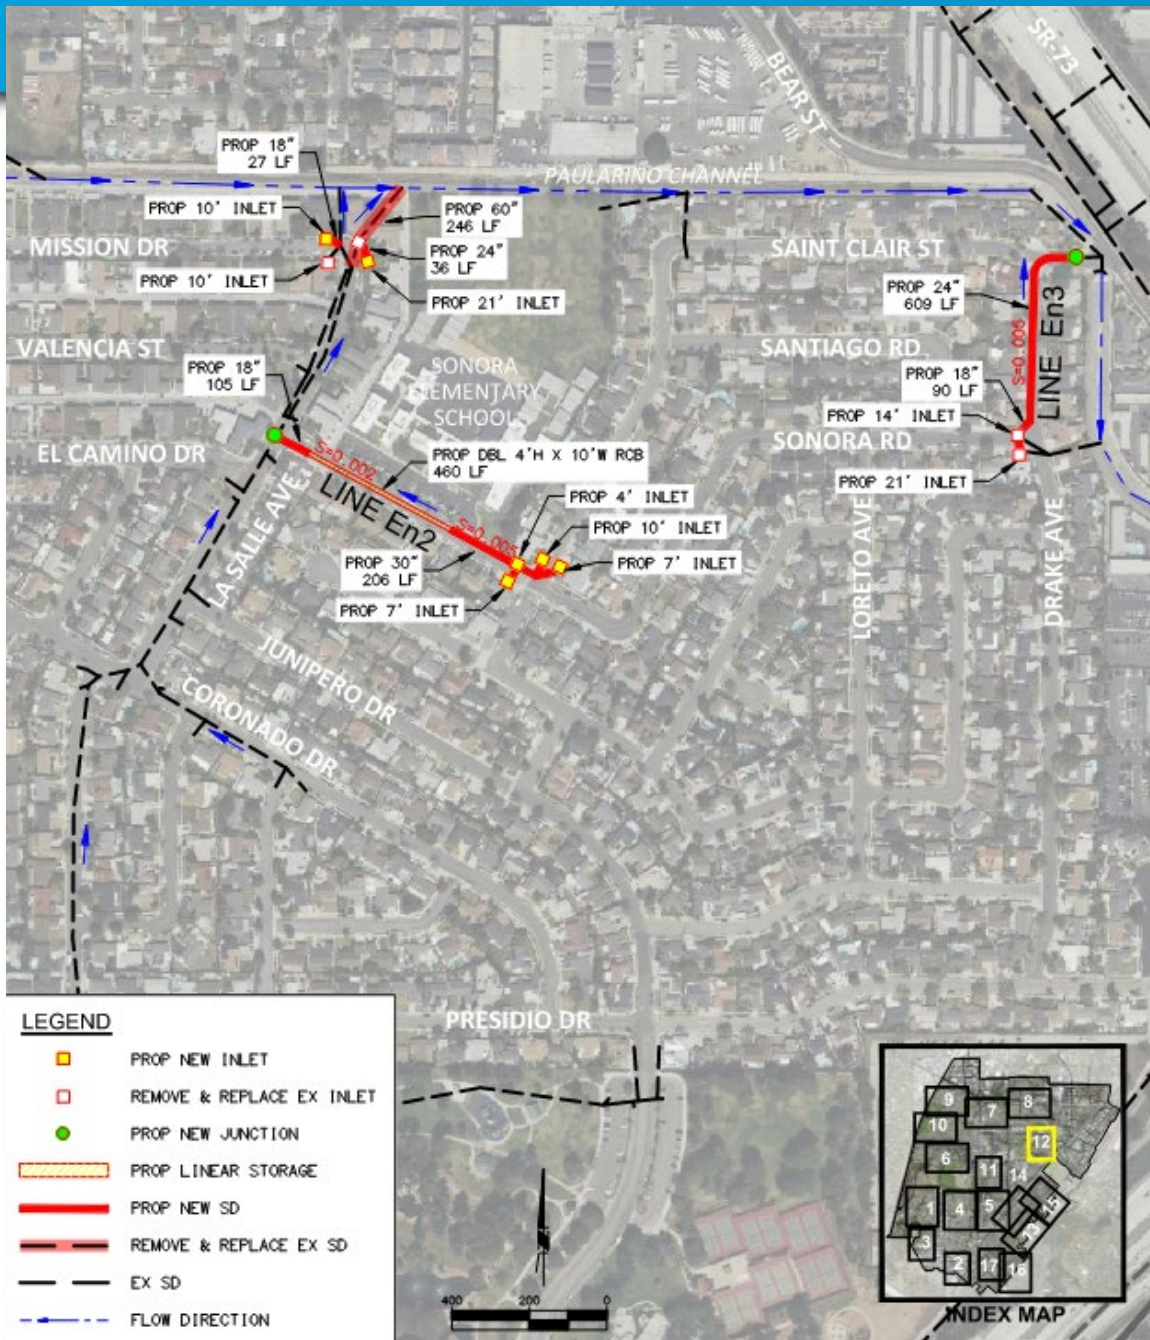 SR-73
BEAR ST
PROP 18"
27 LF
PAULARINO CHANNEL
PROP 10' INLET
PROP 60"
246 LF
MISSION DR
SAINT CLAIR ST
PROP 24"
36 LF
PROP 10' INLET
PROP 24"
609 LF
PROP 21' INLET
LINE En3
S=0.006
VALENCIA ST
SANTIAGO RD
PROP 18"
105 LF
SONORA
ELEMENTARY
SCHOOL
PROP 18"
90 LF
PROP 14' INLET
EL CAMINO DR
S=0.002
PROP DBL 4'H X 10'W RCB
460 LF
SONORA RD
PROP 21' INLET
LINE En2
PROP 4' INLET
LA SALLE AVE
S=0.005
PROP 10' INLET
PROP 30"
206 LF
PROP 7' INLET
LORETO AVE
DRAKE AVE
PROP 7' INLET
JUNIPERO DR
CORONADO DR
PRESIDIO DR
LEGEND
PROP NEW INLET
REMOVE & REPLACE EX INLET
PROP NEW JUNCTION
PROP LINEAR STORAGE
PROP NEW SD
REMOVE & REPLACE EX SD
EX SD
FLOW DIRECTION
400 200 0
9
7
8
10
12
6
11
14
1
4
5
15
13
3
2
17
16
INDEX MAP